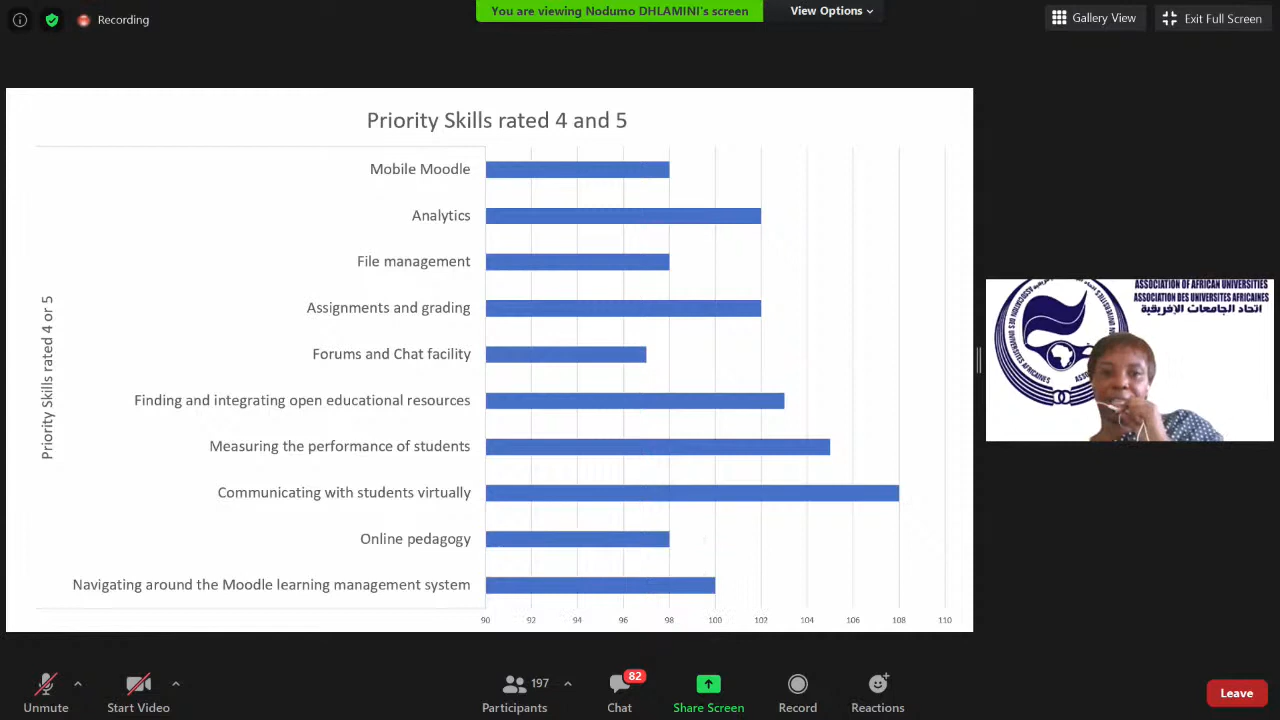 Recording
You are viewing Nodumo DHLAMINI's screen
View Options
Gallery View
Exit Full Screen
Priority Skills rated 4 and 5
Priority Skills rated 4 or 5
Mobile Moodle
Analytics
File management
Assignments and grading
Forums and Chat facility
Finding and integrating open educational resources
Measuring the performance of students
Communicating with students virtually
Online pedagogy
Navigating around the Moodle learning management system
90 92 94 96 98 100 102 104 106 108 110
ASSOCIATION OF AFRICAN UNIVERSITIES
ASSOCIATION DES UNIVERSITES AFRICAINES
اتحاد الجامعات الإفريقية
Unmute
Start Video
197
Participants
82
Chat
Share Screen
Record
Reactions
Leave